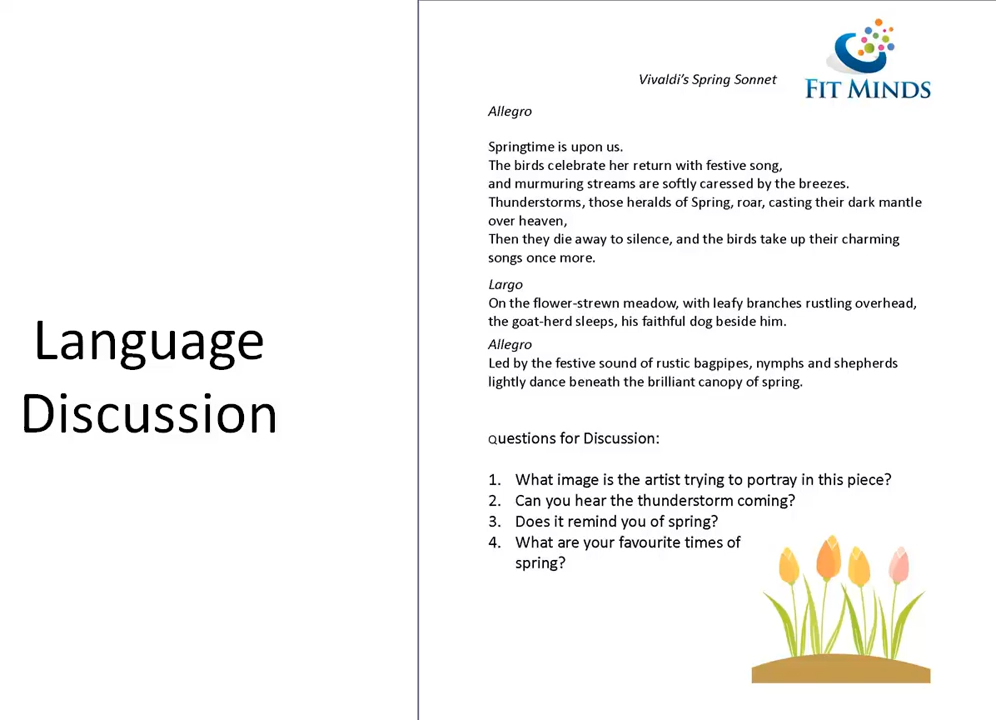 Language
Discussion
FIT MINDS
Vivaldi's Spring Sonnet
Allegro
Springtime is upon us.
The birds celebrate her return with festive song,
and murmuring streams are softly caressed by the breezes.
Thunderstorms, those heralds of Spring, roar, casting their dark mantle
over heaven,
Then they die away to silence, and the birds take up their charming
songs once more.
Largo
On the flower-strewn meadow, with leafy branches rustling overhead,
the goat-herd sleeps, his faithful dog beside him.
Allegro
Led by the festive sound of rustic bagpipes, nymphs and shepherds
lightly dance beneath the brilliant canopy of spring.
Questions for Discussion:
1. What image is the artist trying to portray in this piece?
2. Can you hear the thunderstorm coming?
3. Does it remind you of spring?
4. What are your favourite times of
spring?